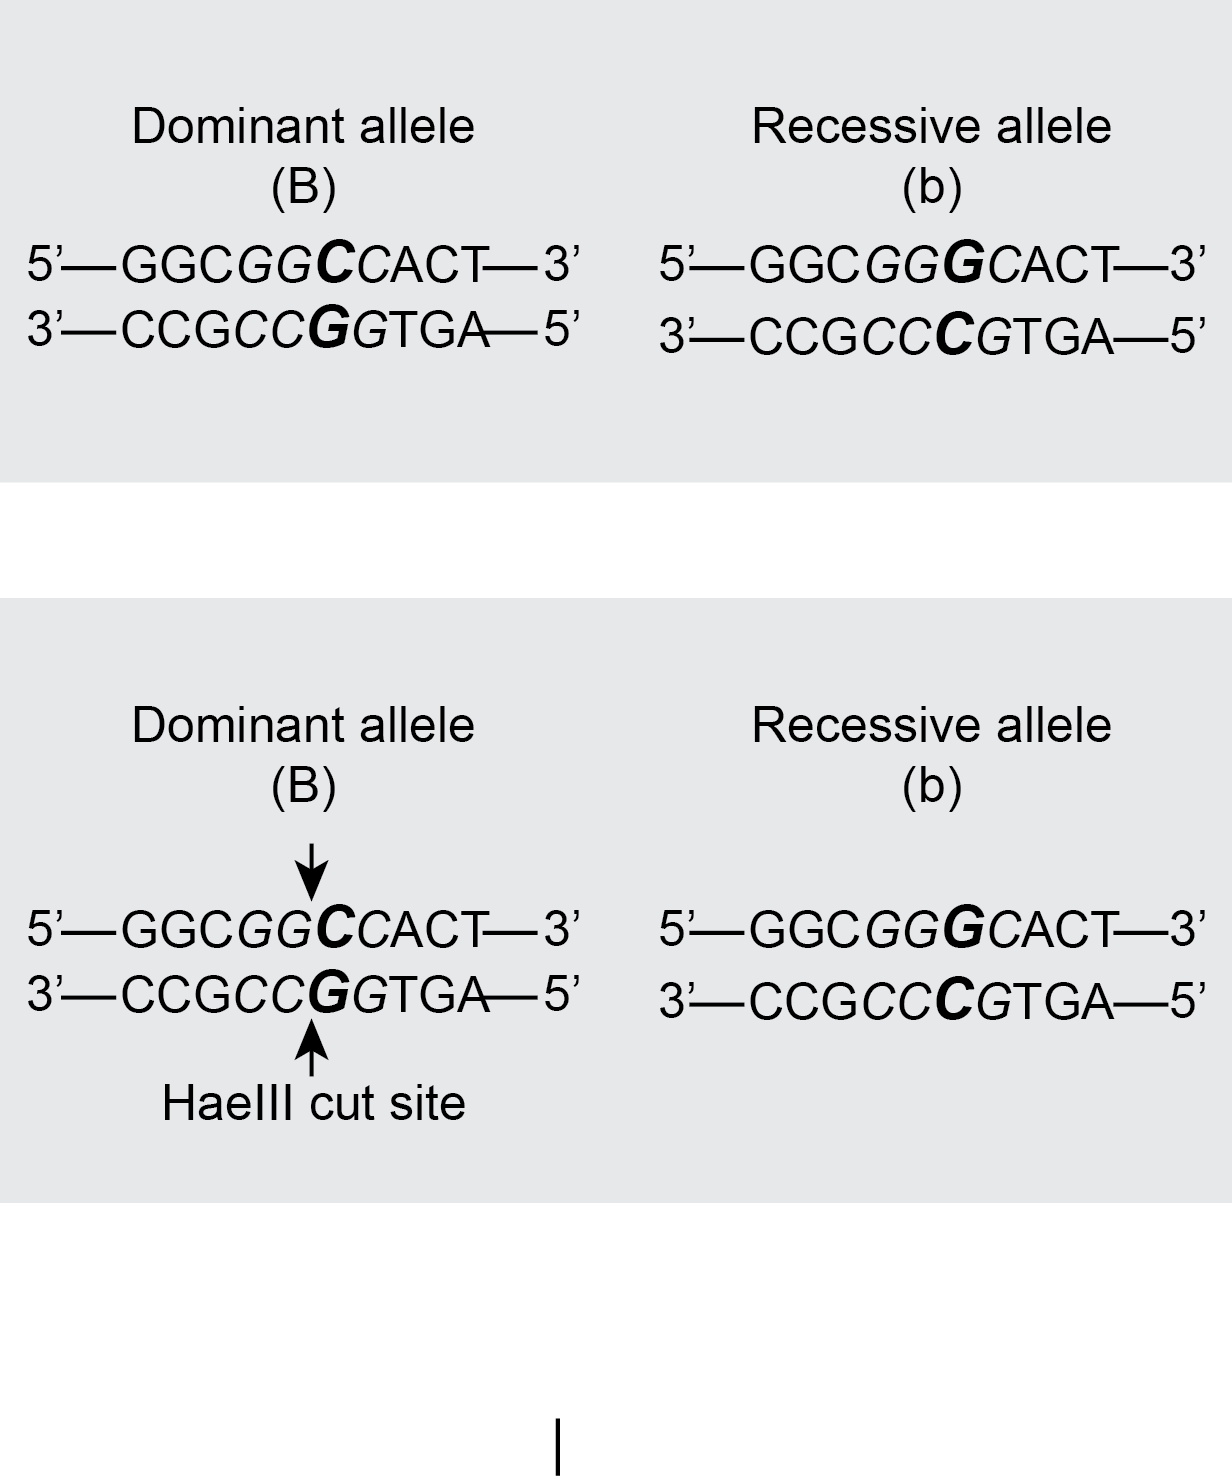 Dominant allele Recessive allele
(B) (b)
5’—GGCGGCCACT—3’ 5’—GGCGGGCACT—3’
3’—CCGCCGGTGA—5’ 3’—CCGCCCGTGA—5’
Dominant allele Recessive allele
(B) (b)
5’—GGCGGCCACT—3’ 5’—GGCGGGCACT—3’
3’—CCGCCGGTGA—5’ 3’—CCGCCCGTGA—5’
HaeIII cut site